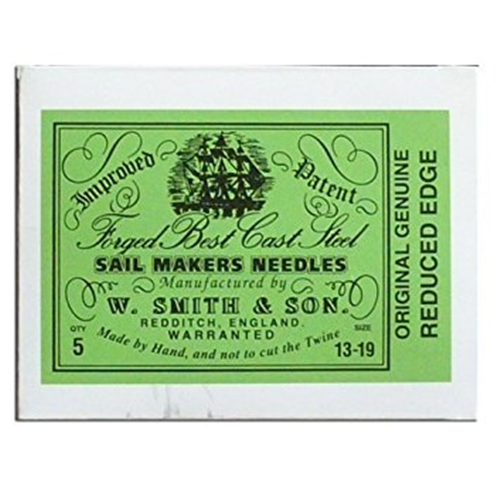 Improved
Patent
Forged Best Cast Steel
SAIL MAKERS NEEDLES
Manufactured by
W. SMITH & SON.
REDDITCH, ENGLAND.
WARRANTED
Made by Hand, and not to cut the Twine
QTY
5
SIZE
13-19
ORIGINAL GENUINE
REDUCED EDGE